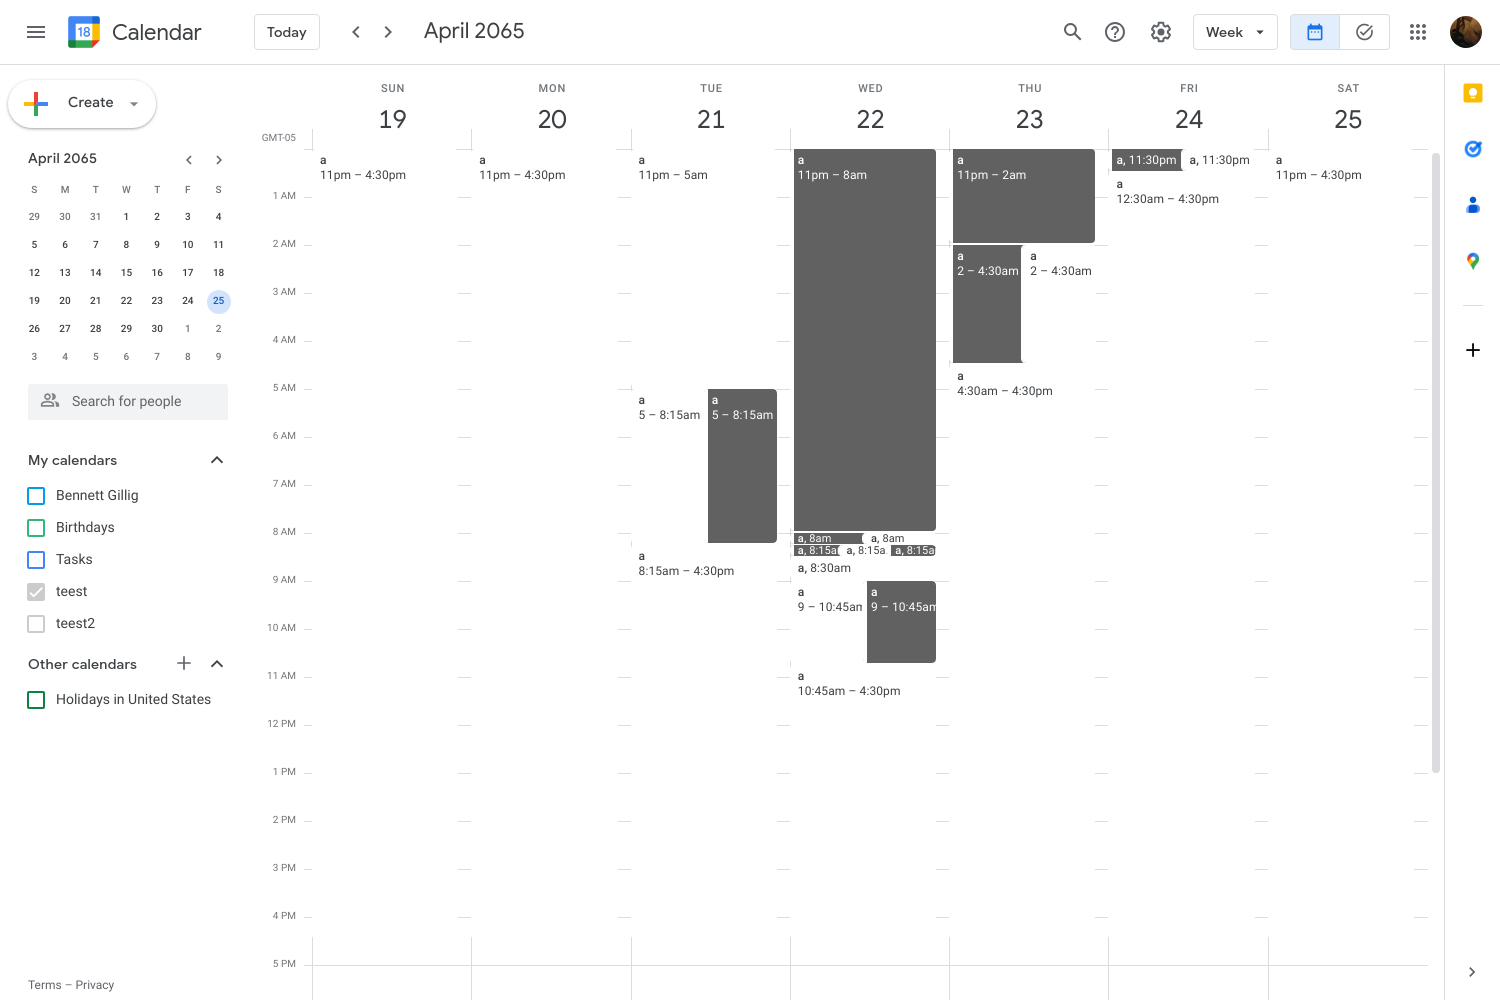 18 Calendar
Today
April 2065
Week
Create
April 2065
S M T W T F S
29 30 31 1 2 3 4
5 6 7 8 9 10 11
12 13 14 15 16 17 18
19 20 21 22 23 24 25
26 27 28 29 30 1 2
3 4 5 6 7 8 9
Search for people
My calendars
Bennett Gillig
Birthdays
Tasks
teest
teest2
Other calendars
Holidays in United States
Terms – Privacy
SUN MON TUE WED THU FRI SAT
19 20 21 22 23 24 25
GMT-05
1 AM
2 AM
3 AM
4 AM
5 AM
6 AM
7 AM
8 AM
9 AM
10 AM
11 AM
12 PM
1 PM
2 PM
3 PM
4 PM
5 PM
a
11pm – 4:30pm
a
11pm – 4:30pm
a
11pm – 5am
a
5 – 8:15am
a
5 – 8:15am
a
8:15am – 4:30pm
a
11pm – 8am
a, 8am
a, 8am
a, 8:15a
a, 8:15a
a, 8:15a
a, 8:30am
a
9 – 10:45am
a
9 – 10:45am
a
10:45am – 4:30pm
a
11pm – 2am
a
2 – 4:30am
a
2 – 4:30am
a
4:30am – 4:30pm
a, 11:30pm
a, 11:30pm
a
12:30am – 4:30pm
a
11pm – 4:30pm